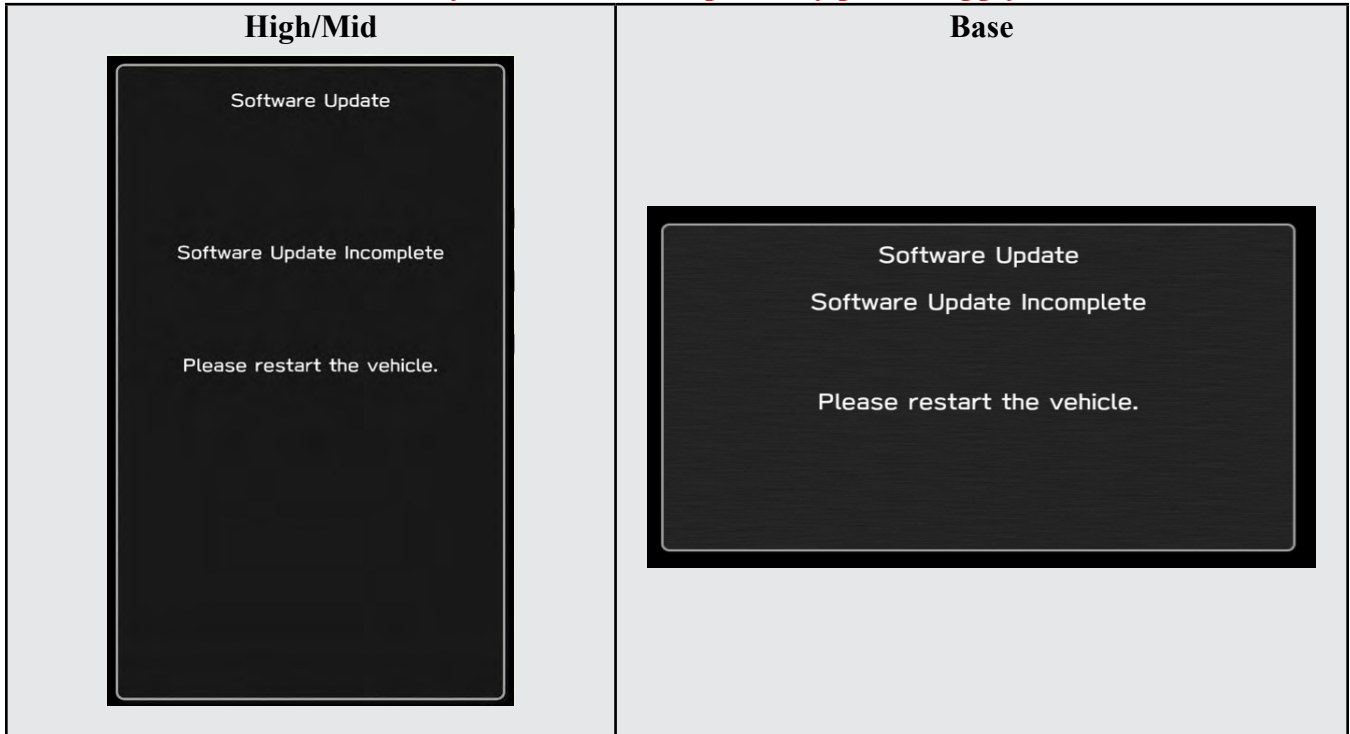 High/Mid
Base
Software Update
Software Update Incomplete
Please restart the vehicle.
Software Update
Software Update Incomplete
Please restart the vehicle.